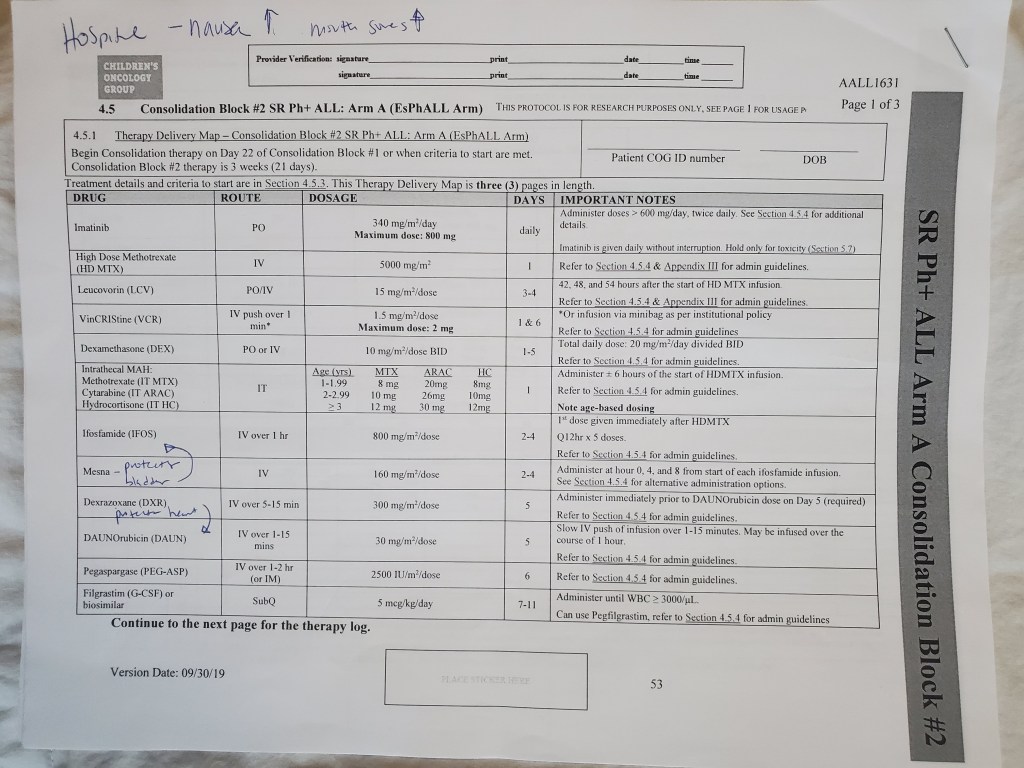 Hospine - nausea ↑ mouth sores ↑
Provider Verification: signature print date time
signature print date time
CHILDREN'S
ONCOLOGY
GROUP
AALL1631
Page 1 of 3
4.5 Consolidation Block #2 SR Ph+ ALL: Arm A (EsPhALL Arm) THIS PROTOCOL IS FOR RESEARCH PURPOSES ONLY, SEE PAGE 1 FOR USAGE P
4.5.1 Therapy Delivery Map – Consolidation Block #2 SR Ph+ ALL: Arm A (EsPhALL Arm)
Begin Consolidation therapy on Day 22 of Consolidation Block #1 or when criteria to start are met.
Consolidation Block #2 therapy is 3 weeks (21 days).
Patient COG ID number DOB
Treatment details and criteria to start are in Section 4.5.3. This Therapy Delivery Map is three (3) pages in length.
DRUG ROUTE DOSAGE DAYS IMPORTANT NOTES
Imatinib PO 340 mg/m²/day
Maximum dose: 800 mg
daily
Administer doses > 600 mg/day, twice daily. See Section 4.5.4 for additional
details.
Imatinib is given daily without interruption. Hold only for toxicity (Section 5.7)
High Dose Methotrexate
(HD MTX)
IV 5000 mg/m² 1 Refer to Section 4.5.4 & Appendix III for admin guidelines.
Leucovorin (LCV) PO/IV 15 mg/m²/dose 3-4
42, 48, and 54 hours after the start of HD MTX infusion.
Refer to Section 4.5.4 & Appendix III for admin guidelines.
VinCRIStine (VCR)
IV push over 1
min*
1.5 mg/m²/dose
Maximum dose: 2 mg
1 & 6
*Or infusion via minibag as per institutional policy
Refer to Section 4.5.4 for admin guidelines
Dexamethasone (DEX) PO or IV 10 mg/m²/dose BID 1-5
Total daily dose: 20 mg/m²/day divided BID
Refer to Section 4.5.4 for admin guidelines.
Intrathecal MAH:
Methotrexate (IT MTX)
Cytarabine (IT ARAC)
Hydrocortisone (IT HC)
IT
Age (yrs) MTX ARAC HC
1-1.99 8 mg 20mg 8mg
2-2.99 10 mg 26mg 10mg
≥ 3 12 mg 30 mg 12mg
1
Administer ± 6 hours of the start of HDMTX infusion.
Refer to Section 4.5.4 for admin guidelines.
Note age-based dosing
Ifosfamide (IFOS) IV over 1 hr 800 mg/m²/dose 2-4
1st dose given immediately after HDMTX
Q12hr x 5 doses.
Refer to Section 4.5.4 for admin guidelines.
Mesna – protects
bladder
IV 160 mg/m²/dose 2-4
Administer at hour 0, 4, and 8 from start of each ifosfamide infusion.
See Section 4.5.4 for alternative administration options.
Dexrazoxane (DXR)
protects heart
IV over 5-15 min 300 mg/m²/dose 5
Administer immediately prior to DAUNOrubicin dose on Day 5 (required)
Refer to Section 4.5.4 for admin guidelines.
DAUNOrubicin (DAUN)
IV over 1-15
mins
30 mg/m²/dose 5
Slow IV push of infusion over 1-15 minutes. May be infused over the
course of 1 hour.
Refer to Section 4.5.4 for admin guidelines.
Pegaspargase (PEG-ASP)
IV over 1-2 hr
(or IM)
2500 IU/m²/dose 6 Refer to Section 4.5.4 for admin guidelines.
Filgrastim (G-CSF) or
biosimilar
SubQ 5 mcg/kg/day 7-11
Administer until WBC ≥ 3000/µL
Can use Pegfilgrastim, refer to Section 4.5.4 for admin guidelines
Continue to the next page for the therapy log.
Version Date: 09/30/19
PLACE STICKER HERE
53
SR Ph+ ALL Arm A Consolidation Block #2